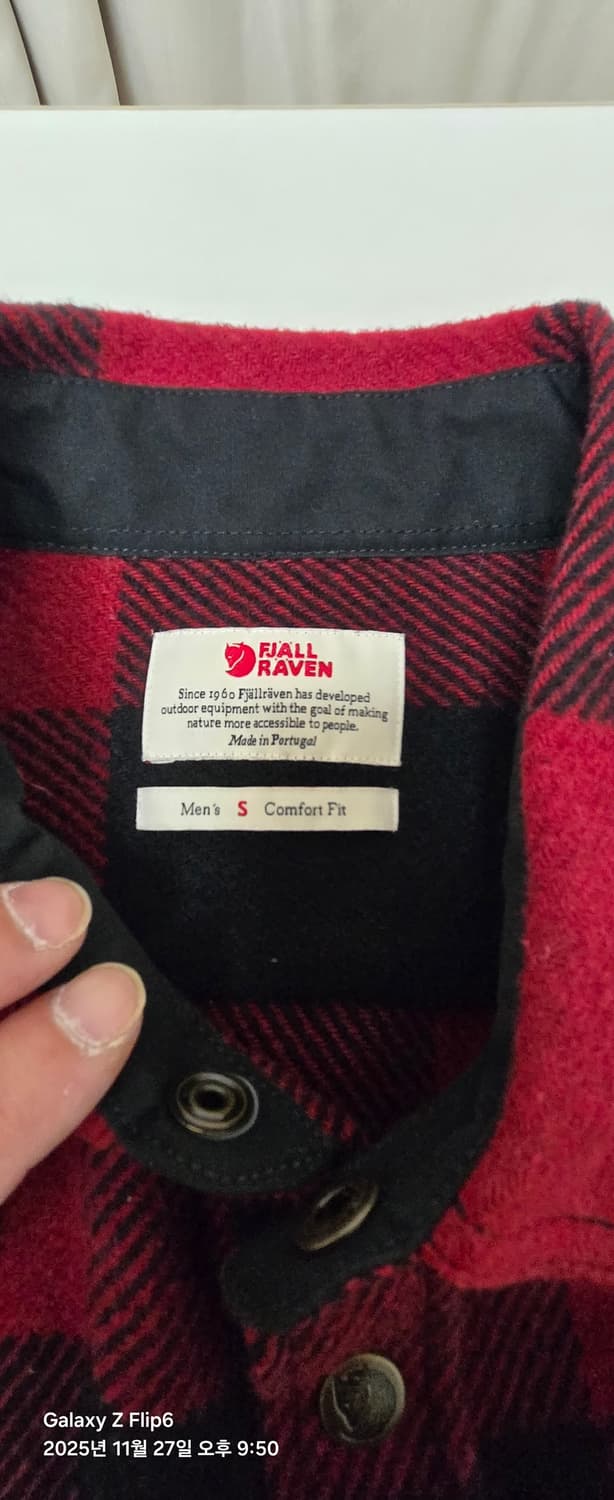 FJÄLL
RÄVEN
Since 1960 Fjällräven has developed
outdoor equipment with the goal of making
nature more accessible to people.
Made in Portugal
Men's S Comfort Fit
Galaxy Z Flip6
2025년 11월 27일 오후 9:50